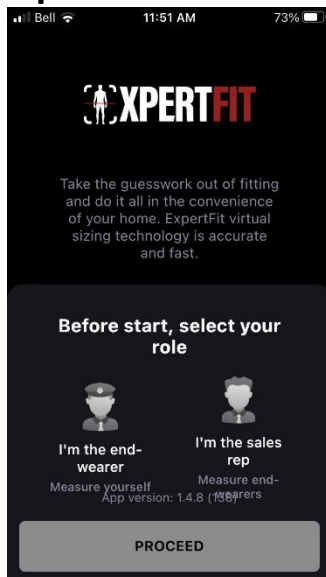 Bell 11:51 AM 73%
XPERTFIT
Take the guesswork out of fitting
and do it all in the convenience
of your home. ExpertFit virtual
sizing technology is accurate
and fast.
Before start, select your
role
I'm the end-
wearer
Measure yourself
I'm the sales
rep
Measure end-
wearers
App version: 1.4.8 (138)
PROCEED